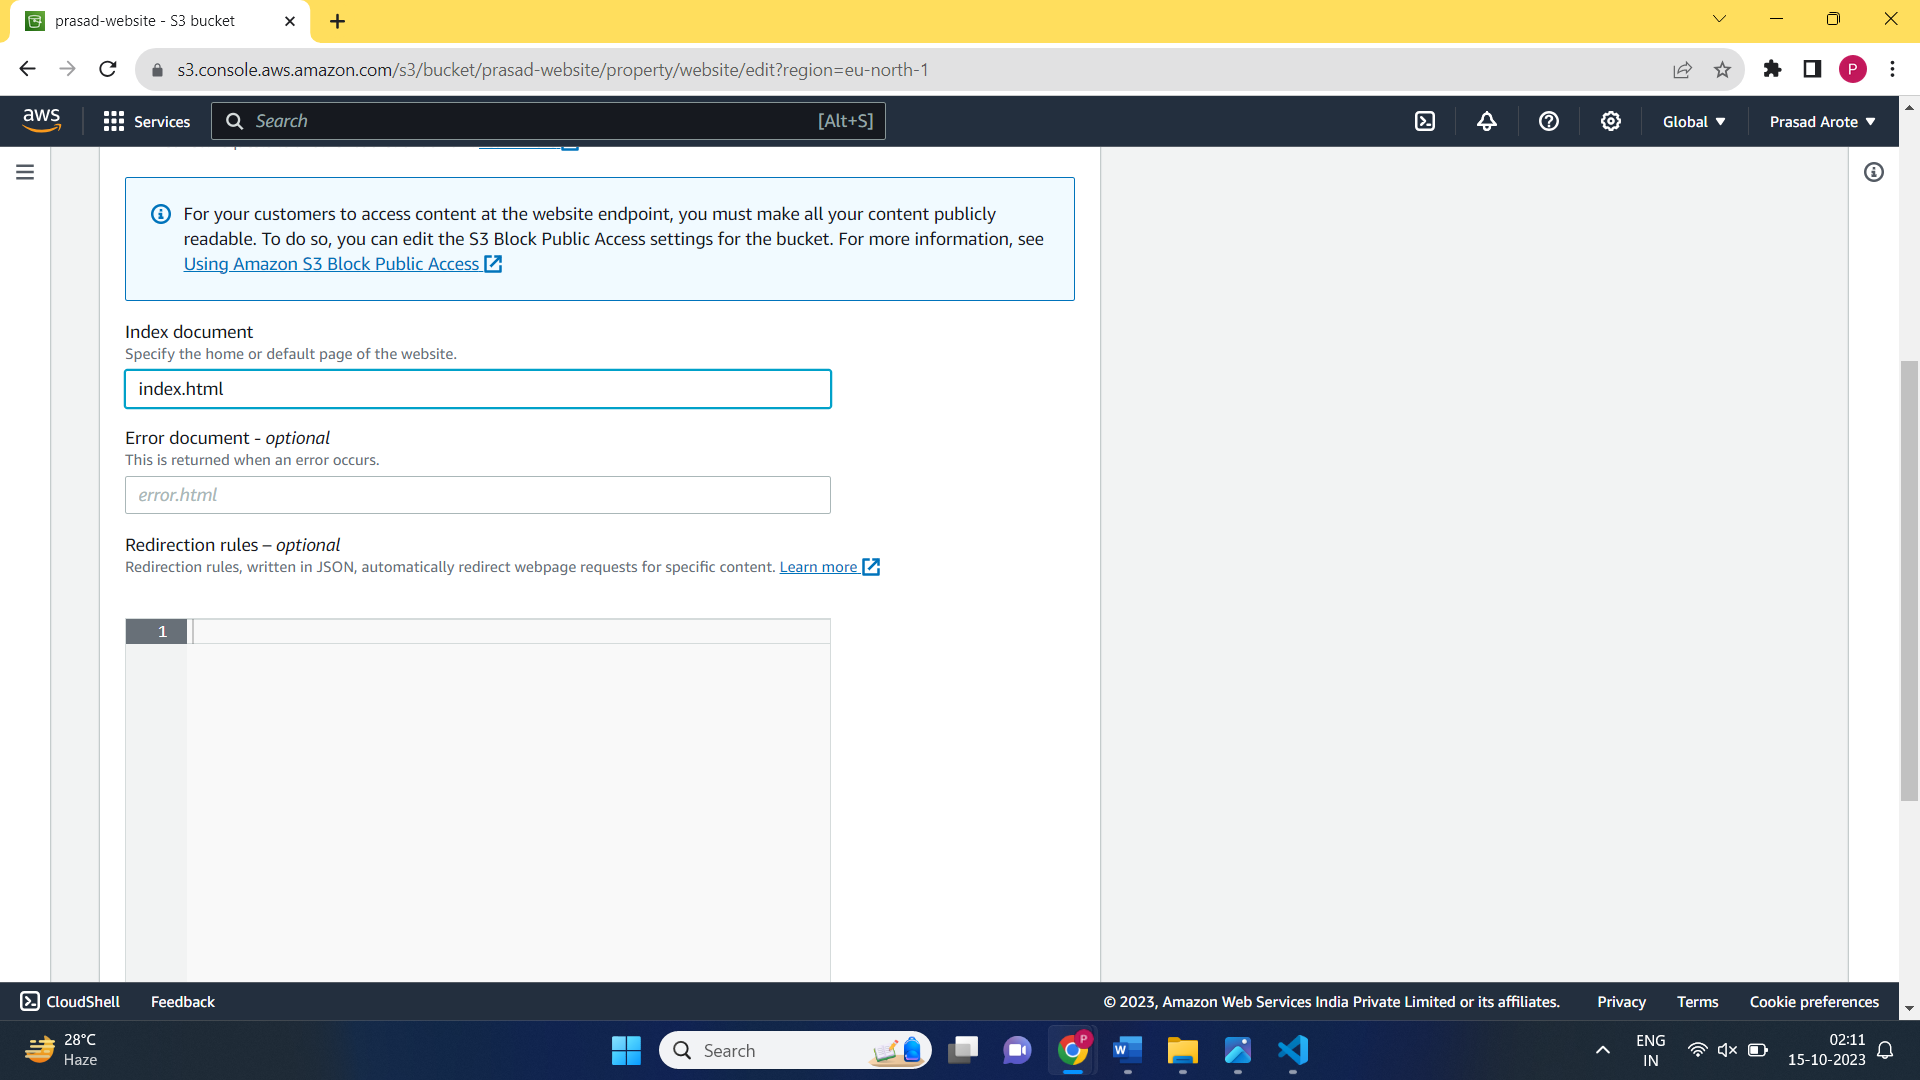 prasad-website - S3 bucket
s3.console.aws.amazon.com/s3/bucket/prasad-website/property/website/edit?region=eu-north-1
P
aws
Services
Search
[Alt+S]
Global
Prasad Arote
For your customers to access content at the website endpoint, you must make all your content publicly
readable. To do so, you can edit the S3 Block Public Access settings for the bucket. For more information, see
Using Amazon S3 Block Public Access
Index document
Specify the home or default page of the website.
index.html
Error document - optional
This is returned when an error occurs.
error.html
Redirection rules – optional
Redirection rules, written in JSON, automatically redirect webpage requests for specific content. Learn more
1
CloudShell
Feedback
© 2023, Amazon Web Services India Private Limited or its affiliates.
Privacy
Terms
Cookie preferences
28°C
Haze
Search
P
W
ENG
IN
02:11
15-10-2023